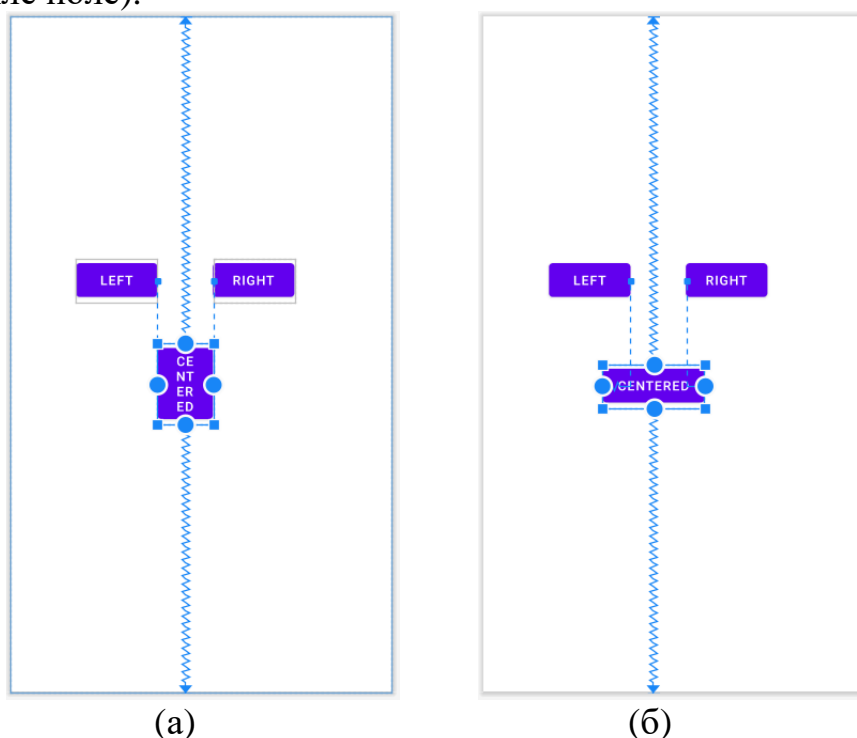 ле поле).
LEFT
RIGHT
LEFT
RIGHT
CE
NT
ER
ED
CENTERED
(а)
(б)